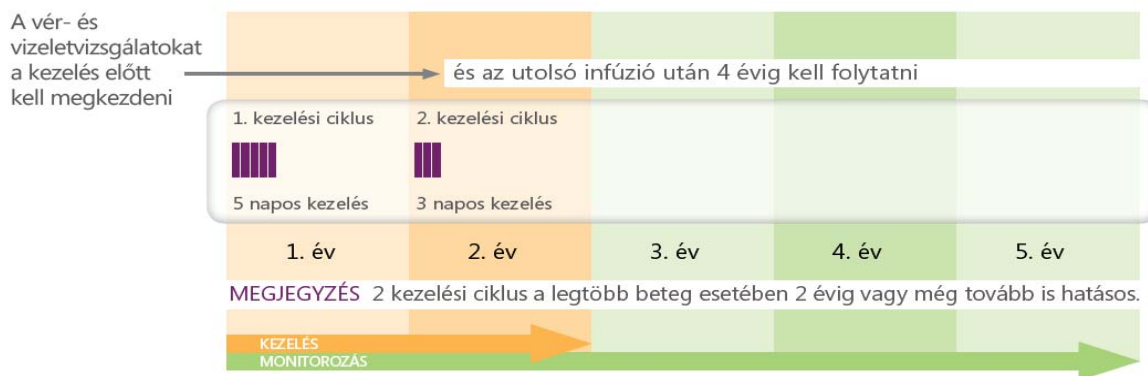 A vér- és
vizeletvizsgálatokat
a kezelés előtt
kell megkezdeni
és az utolsó infúzió után 4 évig kell folytatni
1. kezelési ciklus
2. kezelési ciklus
5 napos kezelés
3 napos kezelés
1. év
2. év
3. év
4. év
5. év
MEGJEGYZÉS 2 kezelési ciklus a legtöbb beteg esetében 2 évig vagy még tovább is hatásos.
KEZELÉS
MONITOROZÁS